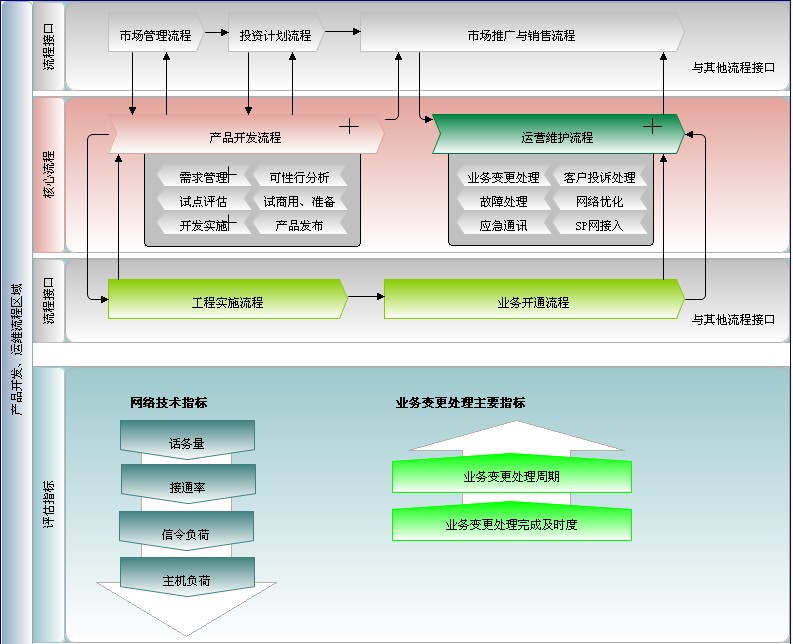 产品开发、运维流程区域
流程接口
市场管理流程
投资计划流程
市场推广与销售流程
与其他流程接口
核心流程
产品开发流程
需求管理
可性行分析
试点评估
试商用、准备
开发实施
产品发布
运营维护流程
业务变更处理
客户投诉处理
故障处理
网络优化
应急通讯
SP网接入
流程接口
工程实施流程
业务开通流程
与其他流程接口
评估指标
网络技术指标
话务量
接通率
信令负荷
主机负荷
业务变更处理主要指标
业务变更处理周期
业务变更处理完成及时度